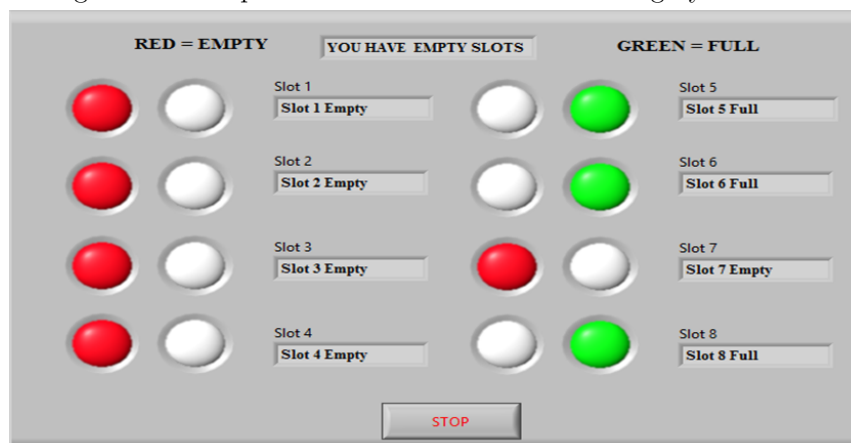 RED = EMPTY
YOU HAVE EMPTY SLOTS
GREEN = FULL
Slot 1
Slot 1 Empty
Slot 2
Slot 2 Empty
Slot 3
Slot 3 Empty
Slot 4
Slot 4 Empty
Slot 5
Slot 5 Full
Slot 6
Slot 6 Full
Slot 7
Slot 7 Empty
Slot 8
Slot 8 Full
STOP